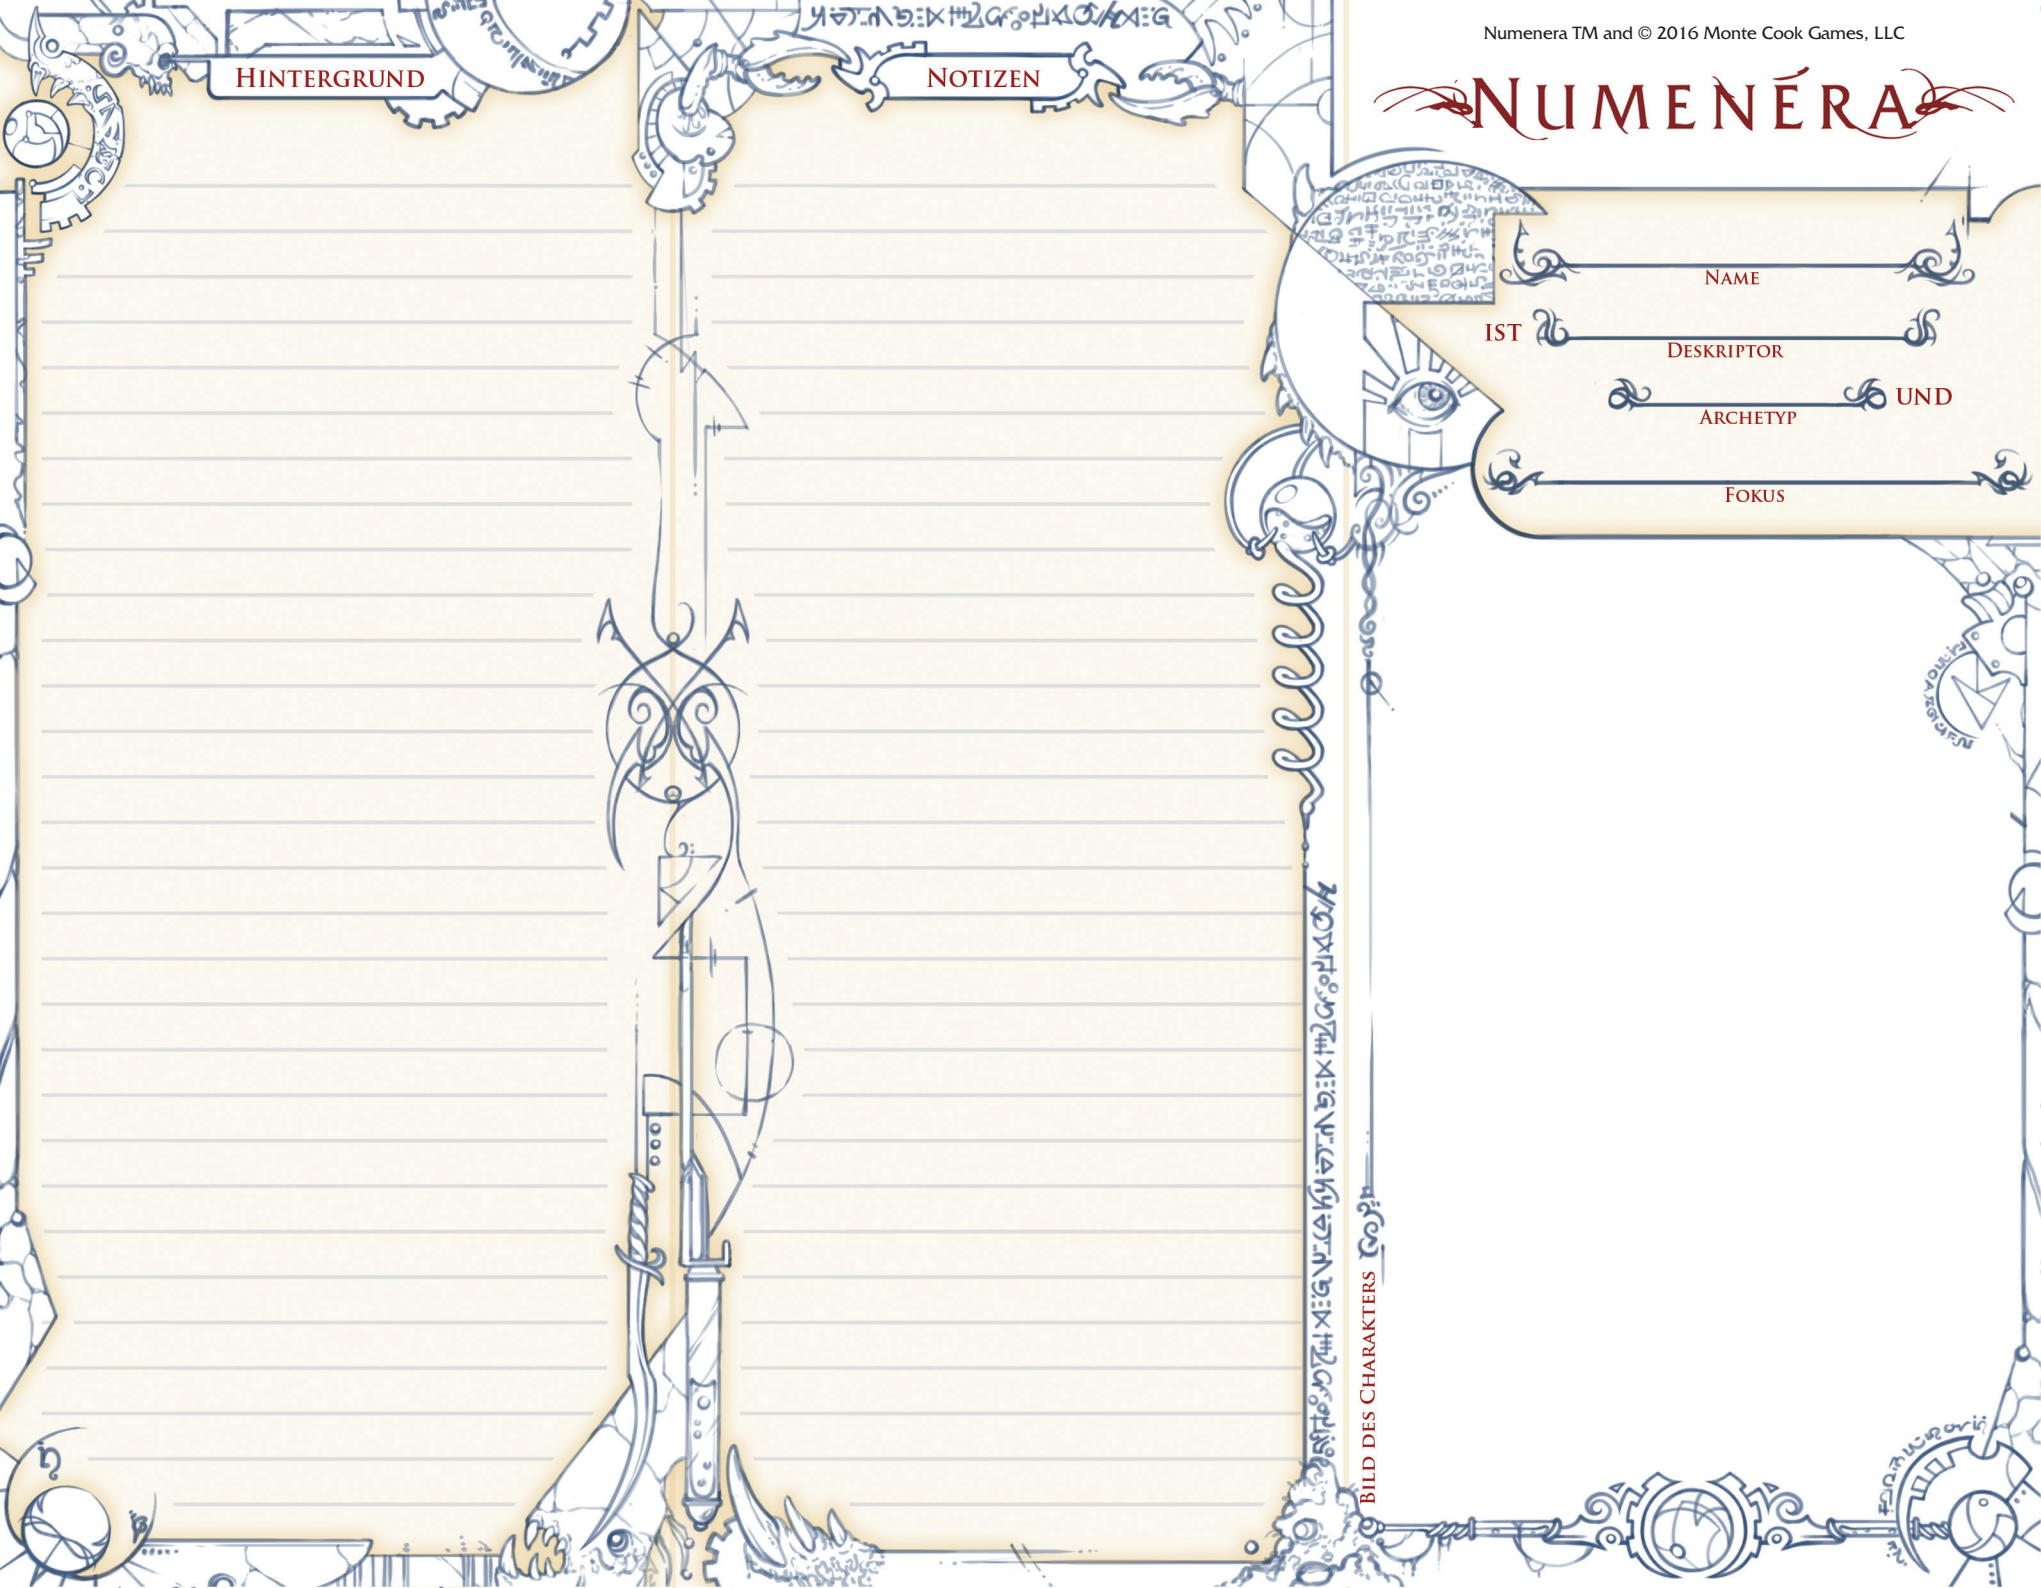 Hintergrund
Notizen
Numenera TM and © 2016 Monte Cook Games, LLC
Numenéra
Name
ist
Deskriptor
Archetyp
und
Fokus
Bild des Charakters